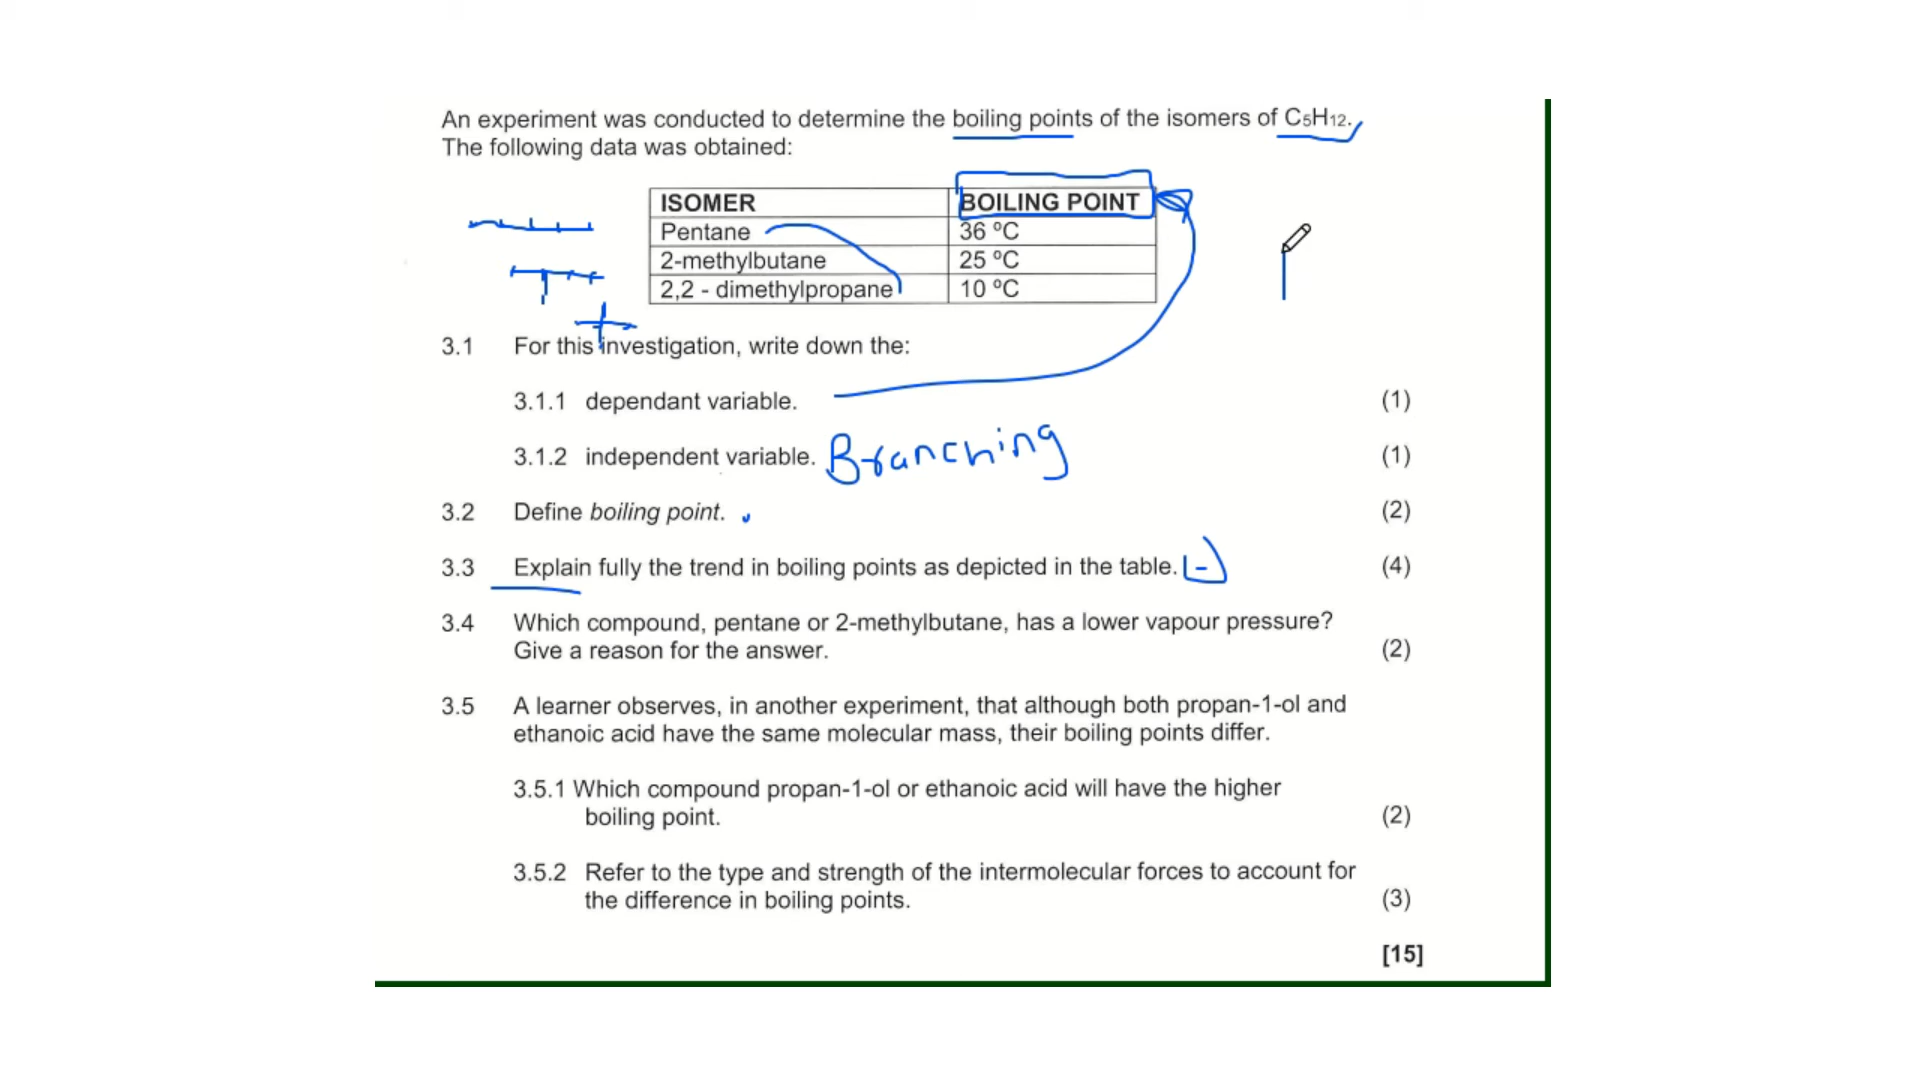 An experiment was conducted to determine the boiling points of the isomers of C₅H₁₂.
The following data was obtained:
ISOMER BOILING POINT
Pentane 36 ºC
2-methylbutane 25 ºC
2,2 - dimethylpropane 10 ºC
3.1 For this investigation, write down the:
3.1.1 dependant variable. (1)
3.1.2 independent variable. Branching (1)
3.2 Define boiling point. (2)
3.3 Explain fully the trend in boiling points as depicted in the table. (4)
3.4 Which compound, pentane or 2-methylbutane, has a lower vapour pressure?
Give a reason for the answer. (2)
3.5 A learner observes, in another experiment, that although both propan-1-ol and
ethanoic acid have the same molecular mass, their boiling points differ.
3.5.1 Which compound propan-1-ol or ethanoic acid will have the higher
boiling point. (2)
3.5.2 Refer to the type and strength of the intermolecular forces to account for
the difference in boiling points. (3)
[15]